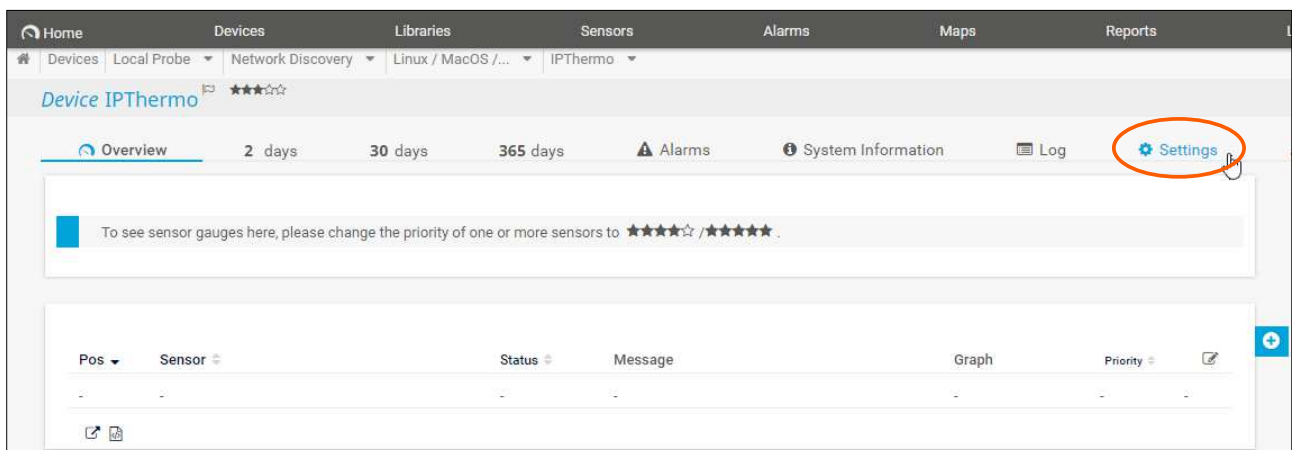 Home Devices Libraries Sensors Alarms Maps Reports
Devices Local Probe Network Discovery Linux / MacOS /... IPThermo
Device IPThermo
Overview 2 days 30 days 365 days Alarms System Information Log Settings
To see sensor gauges here, please change the priority of one or more sensors to ★★★★☆ /★★★★★ .
Pos Sensor Status Message Graph Priority
- - - - - - -